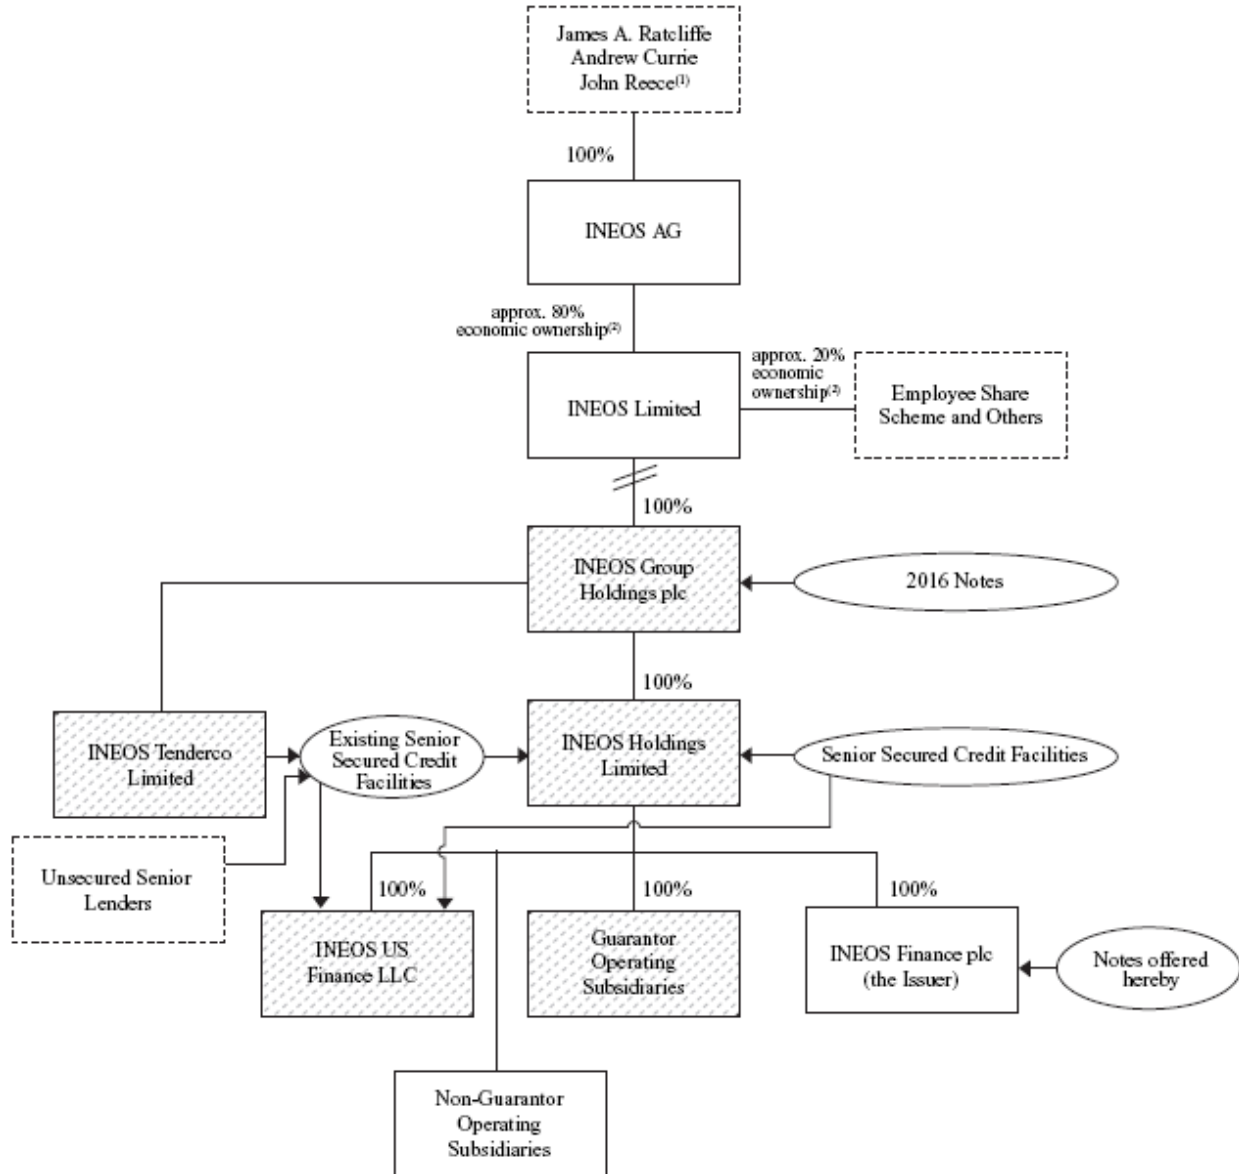 James A. Ratcliffe
Andrew Currie
John Reece(1)
100%
INEOS AG
approx. 80%
economic ownership(2)
approx. 20%
economic
ownership(2)
INEOS Limited
Employee Share
Scheme and Others
100%
INEOS Group
Holdings plc
2016 Notes
100%
INEOS Tenderco
Limited
Existing Senior
Secured Credit
Facilities
INEOS Holdings
Limited
Senior Secured Credit Facilities
Unsecured Senior
Lenders
100%
100%
100%
INEOS US
Finance LLC
Guarantor
Operating
Subsidiaries
INEOS Finance plc
(the Issuer)
Notes offered
hereby
Non-Guarantor
Operating
Subsidiaries